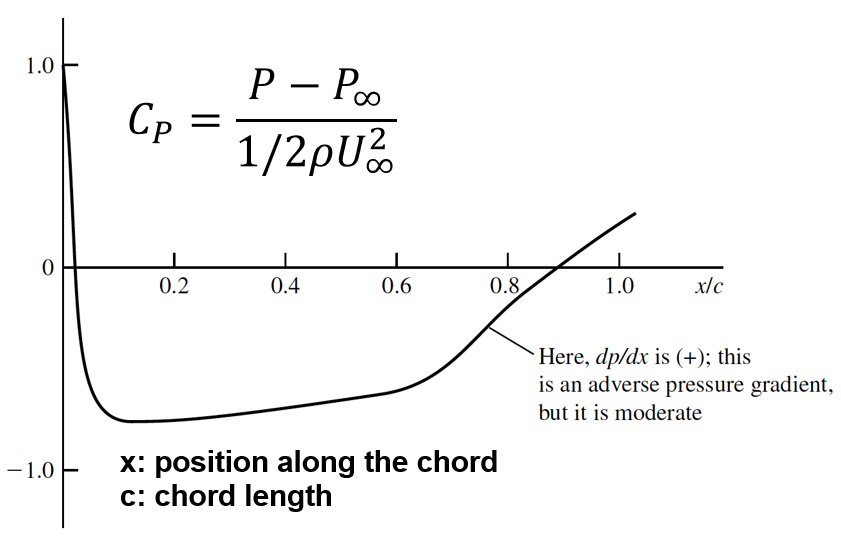 1.0
C_P = (P − P_∞) / (1/2ρU_∞^2)
0
0.2 0.4 0.6 0.8 1.0 x/c
Here, dp/dx is (+); this
is an adverse pressure gradient,
but it is moderate
−1.0
x: position along the chord
c: chord length